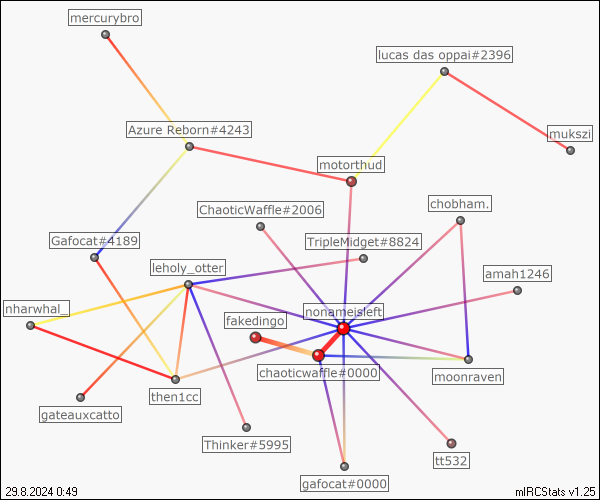 mercurybro
lucas das oppai#2396
Azure Reborn#4243
mukszi
motorthud
ChaoticWaffle#2006
chobham.
Gafocat#4189
TripleMidget#8824
leholy_otter
amah1246
nharwhal_
nonamejsleft
fakedingo
chaoticwaffle#0000
moonraven
then1cc
gateauxcatto
Thinker#5995
tt532
gafocat#0000
29.8.2024 0:49
mIRCStats v1.25